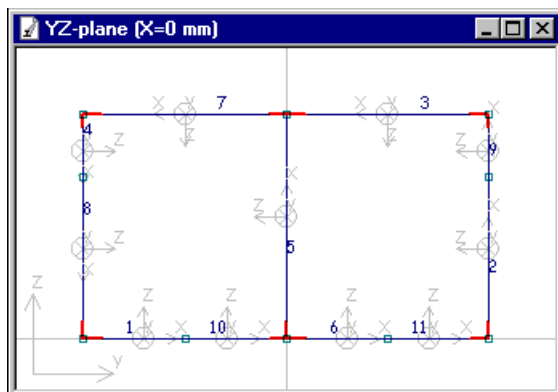 YZ-plane (X=0 mm)
X Y 7 X Y 3 X
4 Z Z 9
Y Z Z Y
X X X
8 Z Y
Y Z 5 Z Y
X 2
Z Z Z Z Z
1 Y X 10 Y X 6 Y X 11 Y X
y